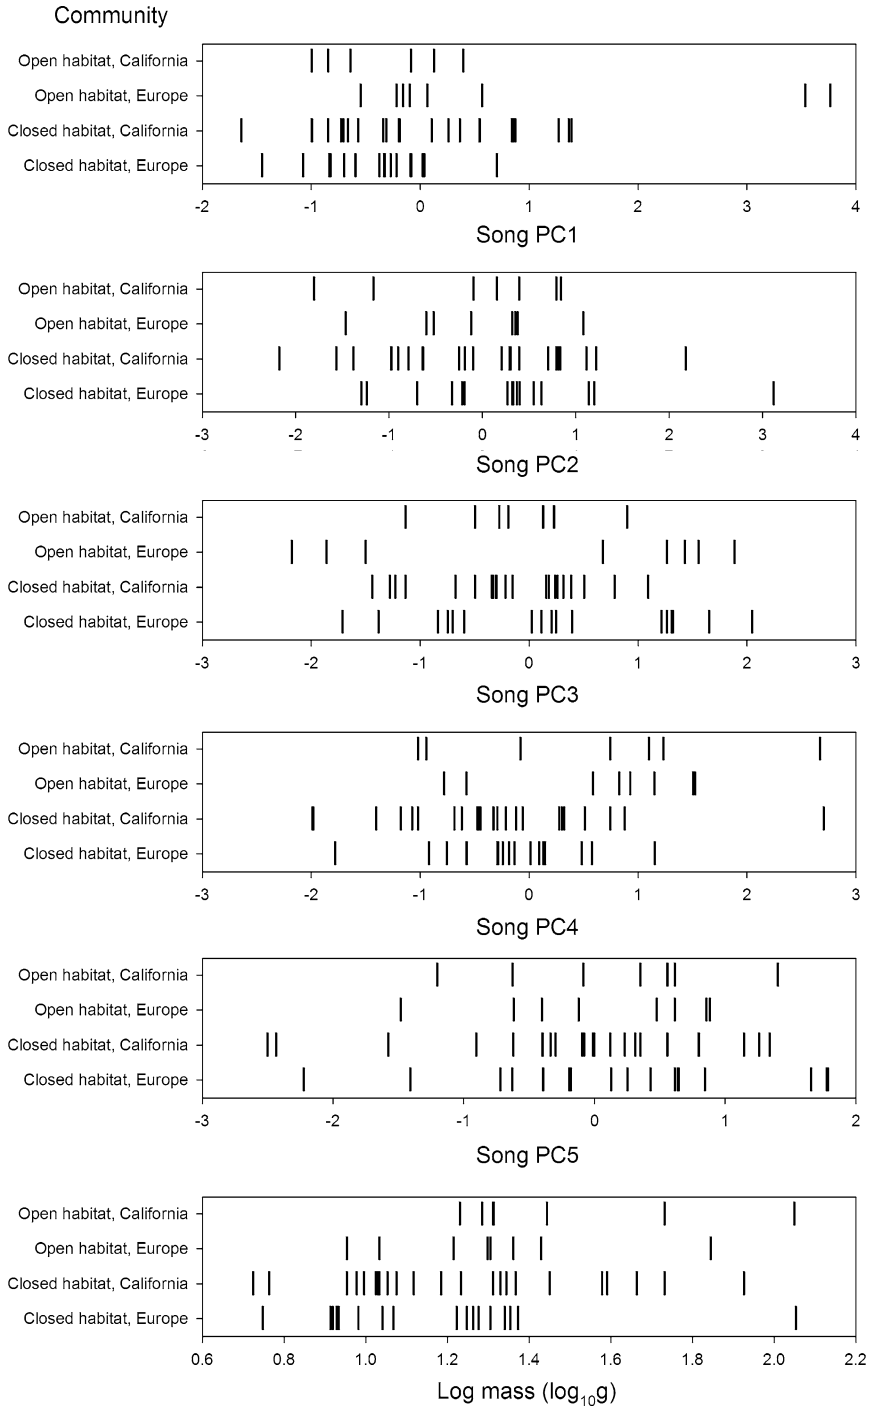 Community
Open habitat, California
Open habitat, Europe
Closed habitat, California
Closed habitat, Europe
-2 -1 0 1 2 3 4
Song PC1
Open habitat, California
Open habitat, Europe
Closed habitat, California
Closed habitat, Europe
-3 -2 -1 0 1 2 3 4
Song PC2
Open habitat, California
Open habitat, Europe
Closed habitat, California
Closed habitat, Europe
-3 -2 -1 0 1 2 3
Song PC3
Open habitat, California
Open habitat, Europe
Closed habitat, California
Closed habitat, Europe
-3 -2 -1 0 1 2 3
Song PC4
Open habitat, California
Open habitat, Europe
Closed habitat, California
Closed habitat, Europe
-3 -2 -1 0 1 2
Song PC5
Open habitat, California
Open habitat, Europe
Closed habitat, California
Closed habitat, Europe
0.6 0.8 1.0 1.2 1.4 1.6 1.8 2.0 2.2
Log mass (log₁₀g)